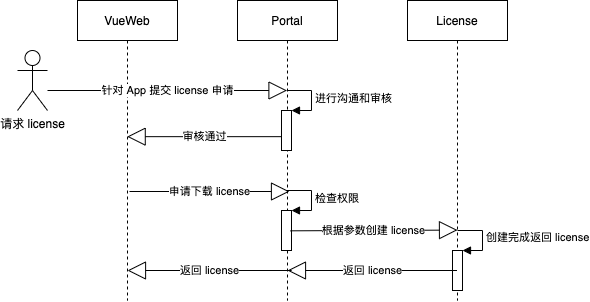 VueWeb
Portal
License
针对 App 提交 license 申请
进行沟通和审核
请求 license
审核通过
申请下载 license
检查权限
根据参数创建 license
创建完成返回 license
返回 license
返回 license